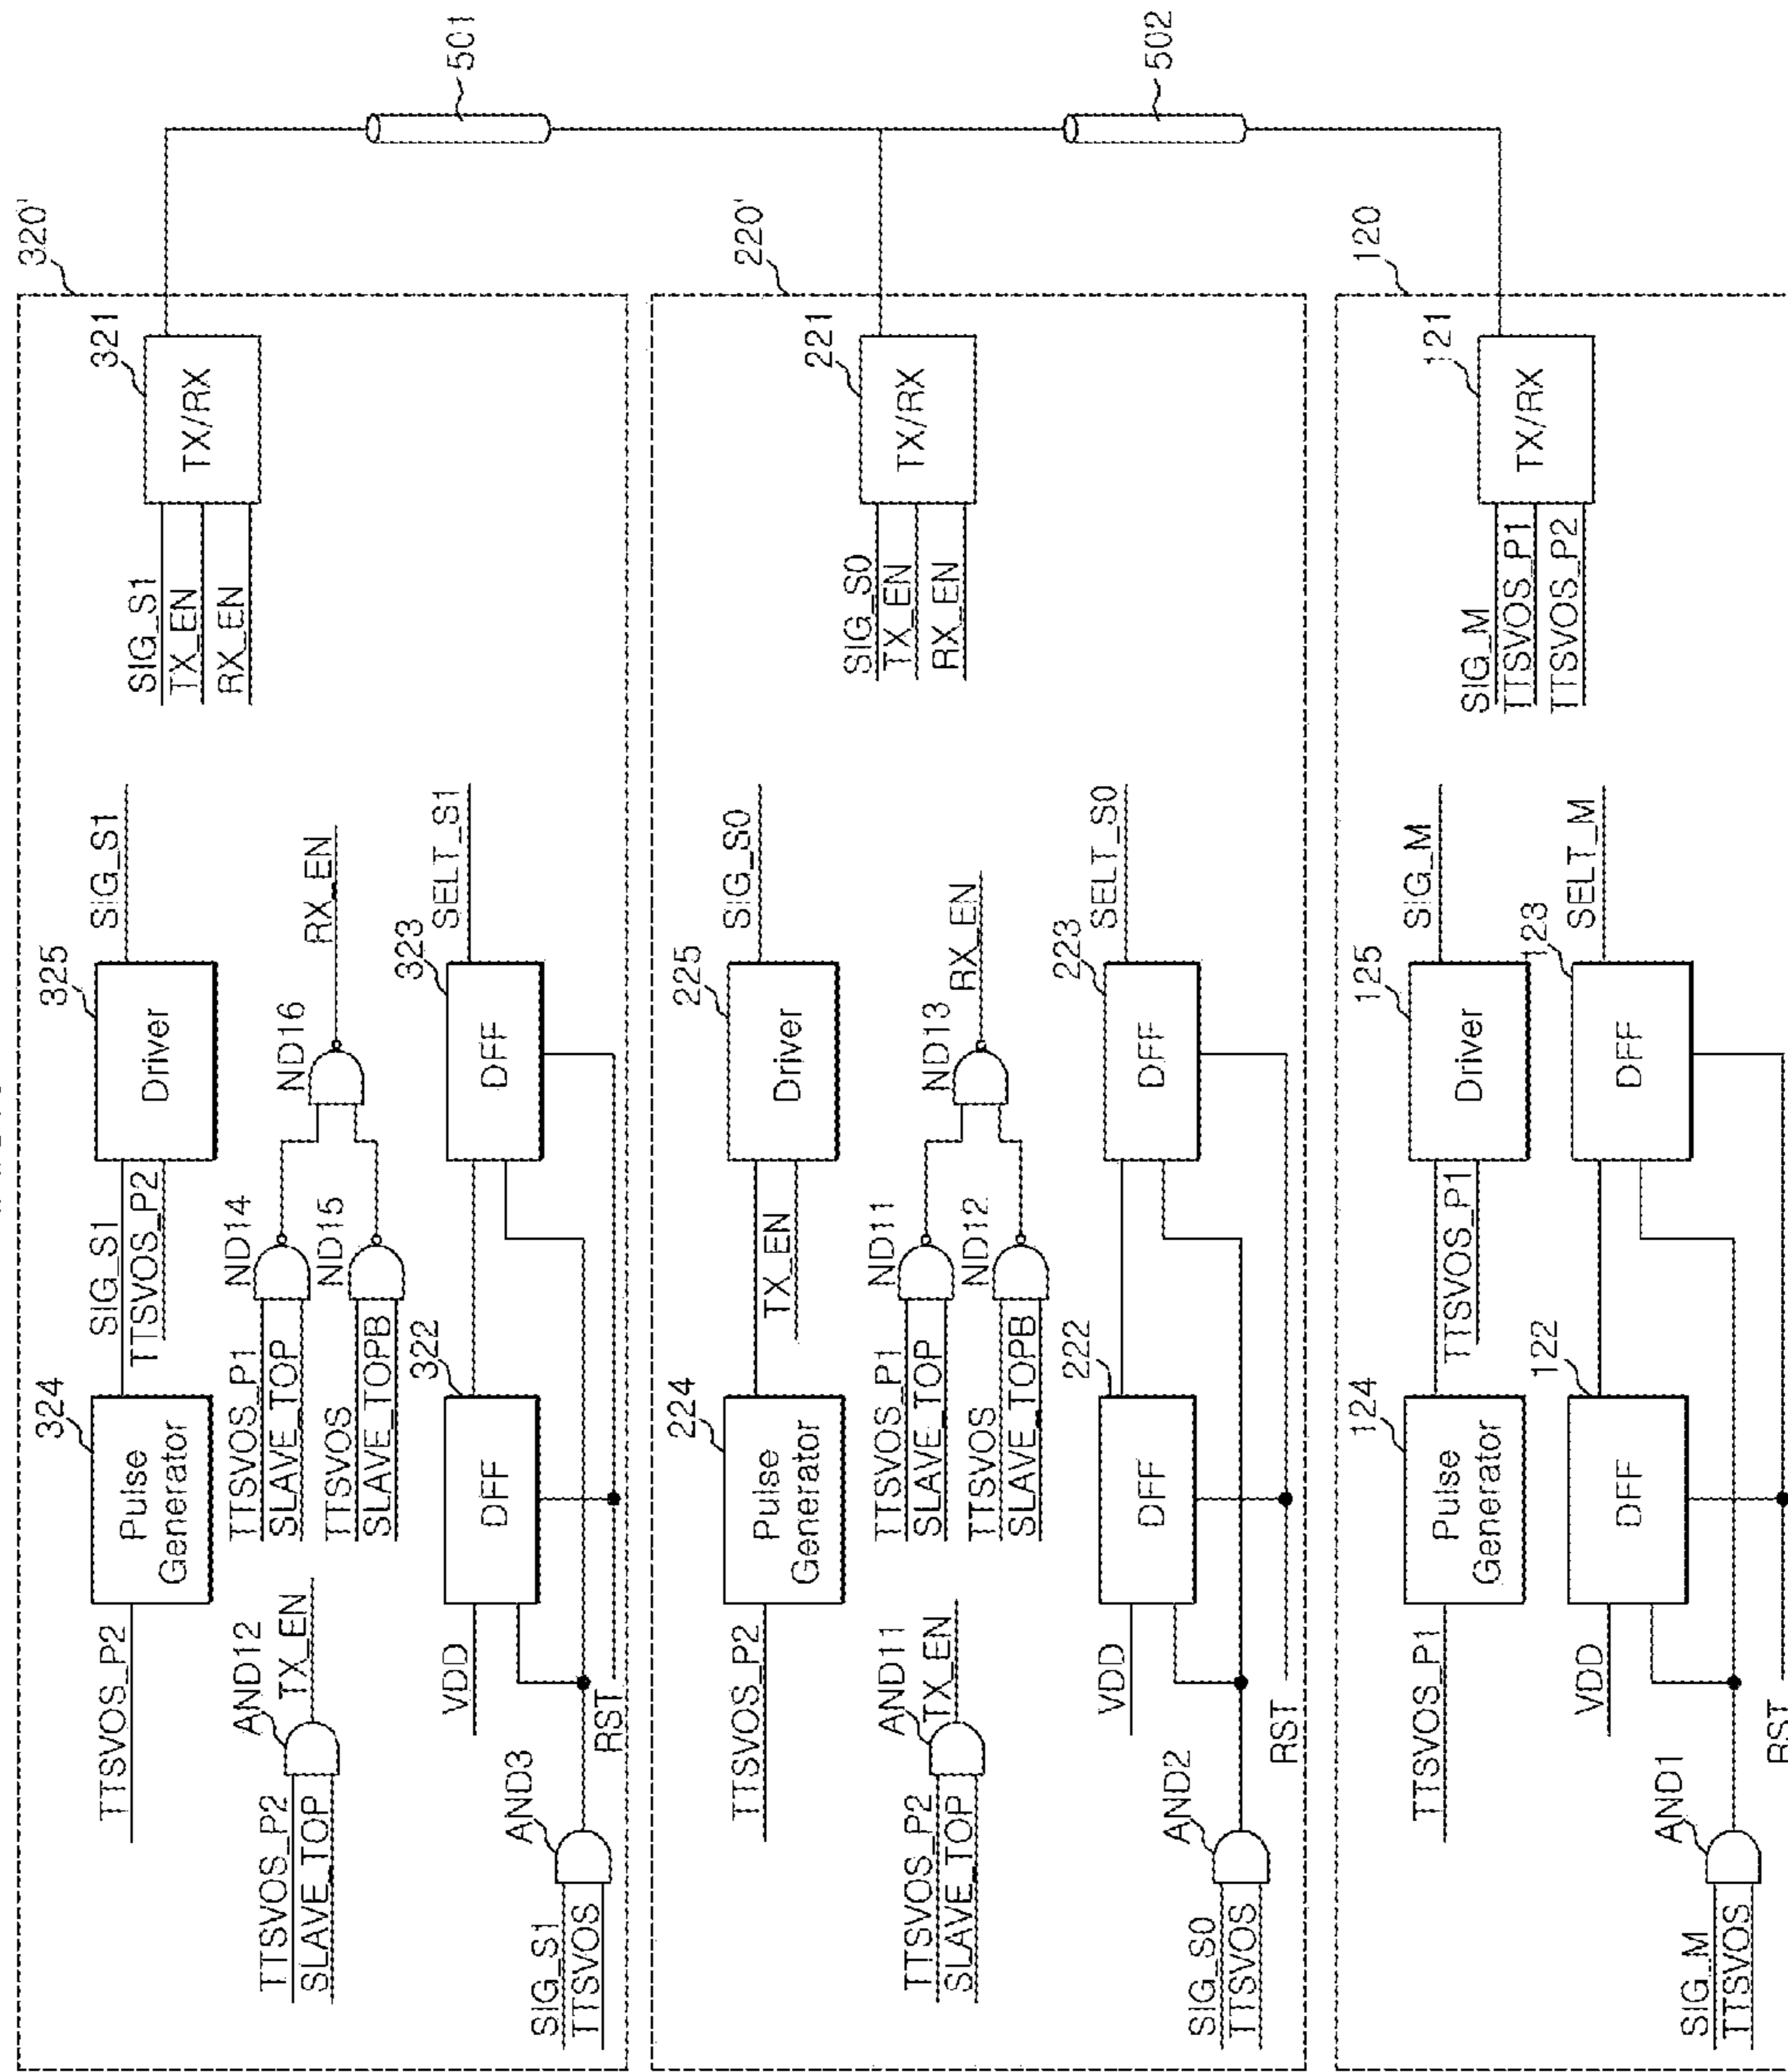 320'
324
325
321
501
TTSVOS_P2
Pulse
Generator
SIG_S1
TTSVOS_P2
Driver
SIG_S1
SIG_S1
TX_EN
RX_EN
TX/RX
TTSVOS_P2
SLAVE_TOP
AND12
TX_EN
TTSVOS_P1
SLAVE_TOP
ND14
TTSVOS
SLAVE_TOPB
ND15
ND16
RX_EN
SIG_S1
TTSVOS
AND3
VDD
322
DFF
323
DFF
SELT_S1
RST
220'
224
225
221
TTSVOS_P2
Pulse
Generator
TX_EN
Driver
SIG_S0
SIG_S0
TX_EN
RX_EN
TX/RX
TTSVOS_P2
SLAVE_TOP
AND11
TX_EN
TTSVOS_P1
SLAVE_TOP
ND11
TTSVOS
SLAVE_TOPB
ND12
ND13
RX_EN
SIG_S0
TTSVOS
AND2
VDD
222
DFF
223
DFF
SELT_S0
RST
502
120
124
125
121
TTSVOS_P1
Pulse
Generator
TTSVOS_P1
Driver
SIG_M
SIG_M
TTSVOS_P1
TTSVOS_P2
TX/RX
SIG_M
TTSVOS
AND1
VDD
122
DFF
123
DFF
SELT_M
RST